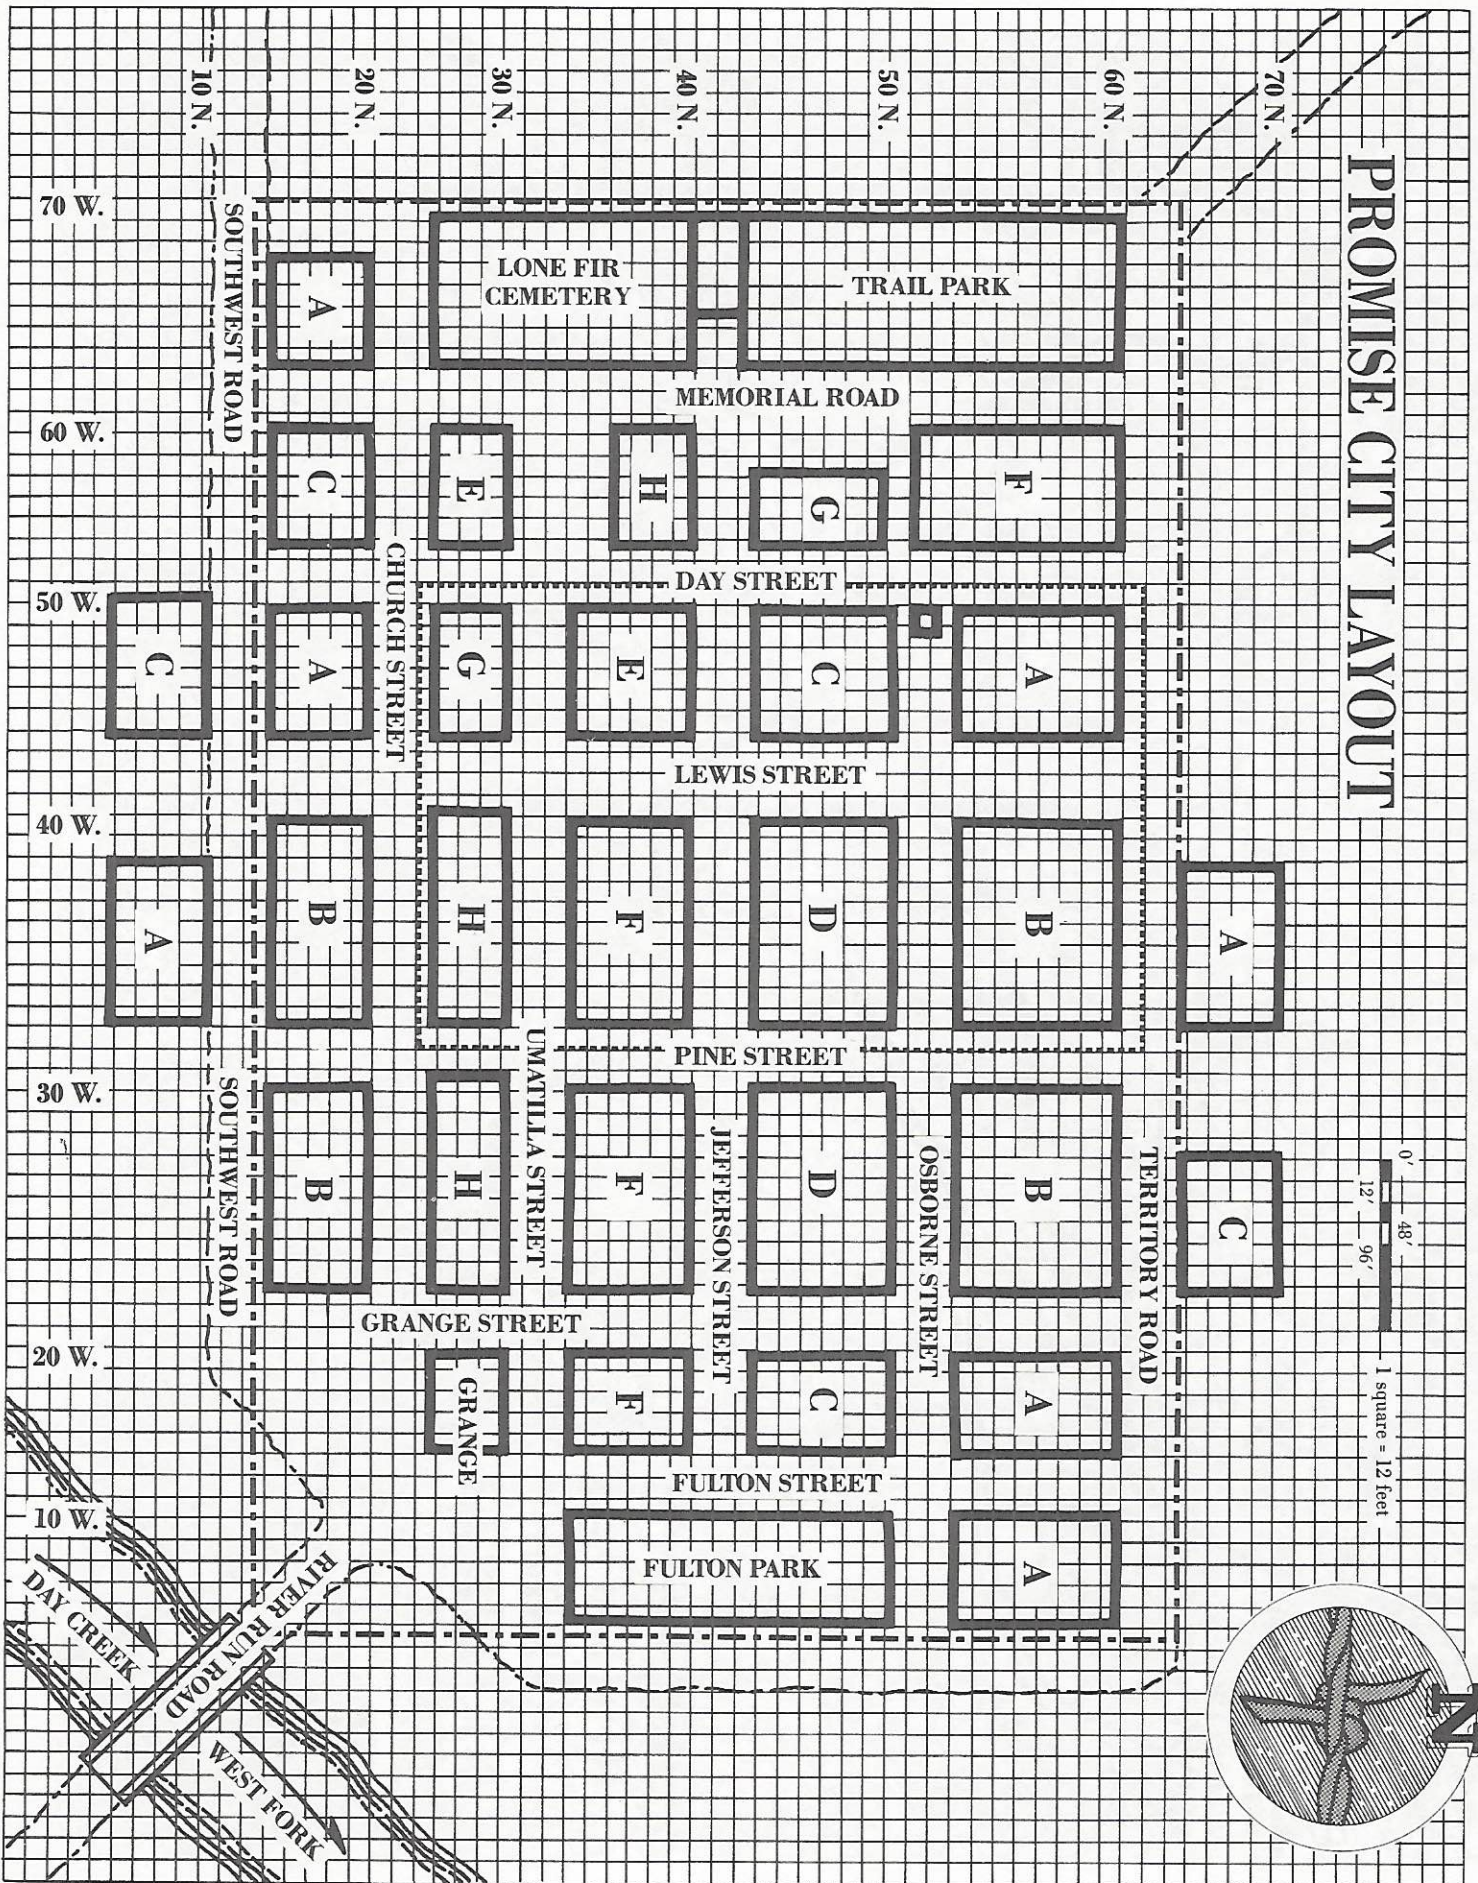 PROMISE CITY LAYOUT
10 N.
20 N.
30 N.
40 N.
50 N.
60 N.
70 N.
70 W.
SOUTHWEST ROAD
A
LONE FIR
CEMETERY
TRAIL PARK
MEMORIAL ROAD
60 W.
C
E
H
G
F
CHURCH STREET
DAY STREET
50 W.
C
A
G
E
C
A
LEWIS STREET
40 W.
A
B
H
F
D
B
A
PINE STREET
30 W.
SOUTHWEST ROAD
B
H
UMATILLA STREET
F
JEFFERSON STREET
D
OSBORNE STREET
B
TERRITORY ROAD
C
0'
48'
12'
96'
1 square = 12 feet
GRANGE STREET
20 W.
GRANGE
F
C
A
FULTON STREET
10 W.
FULTON PARK
A
RIVER RUN ROAD
DAY CREEK
WEST FORK
N